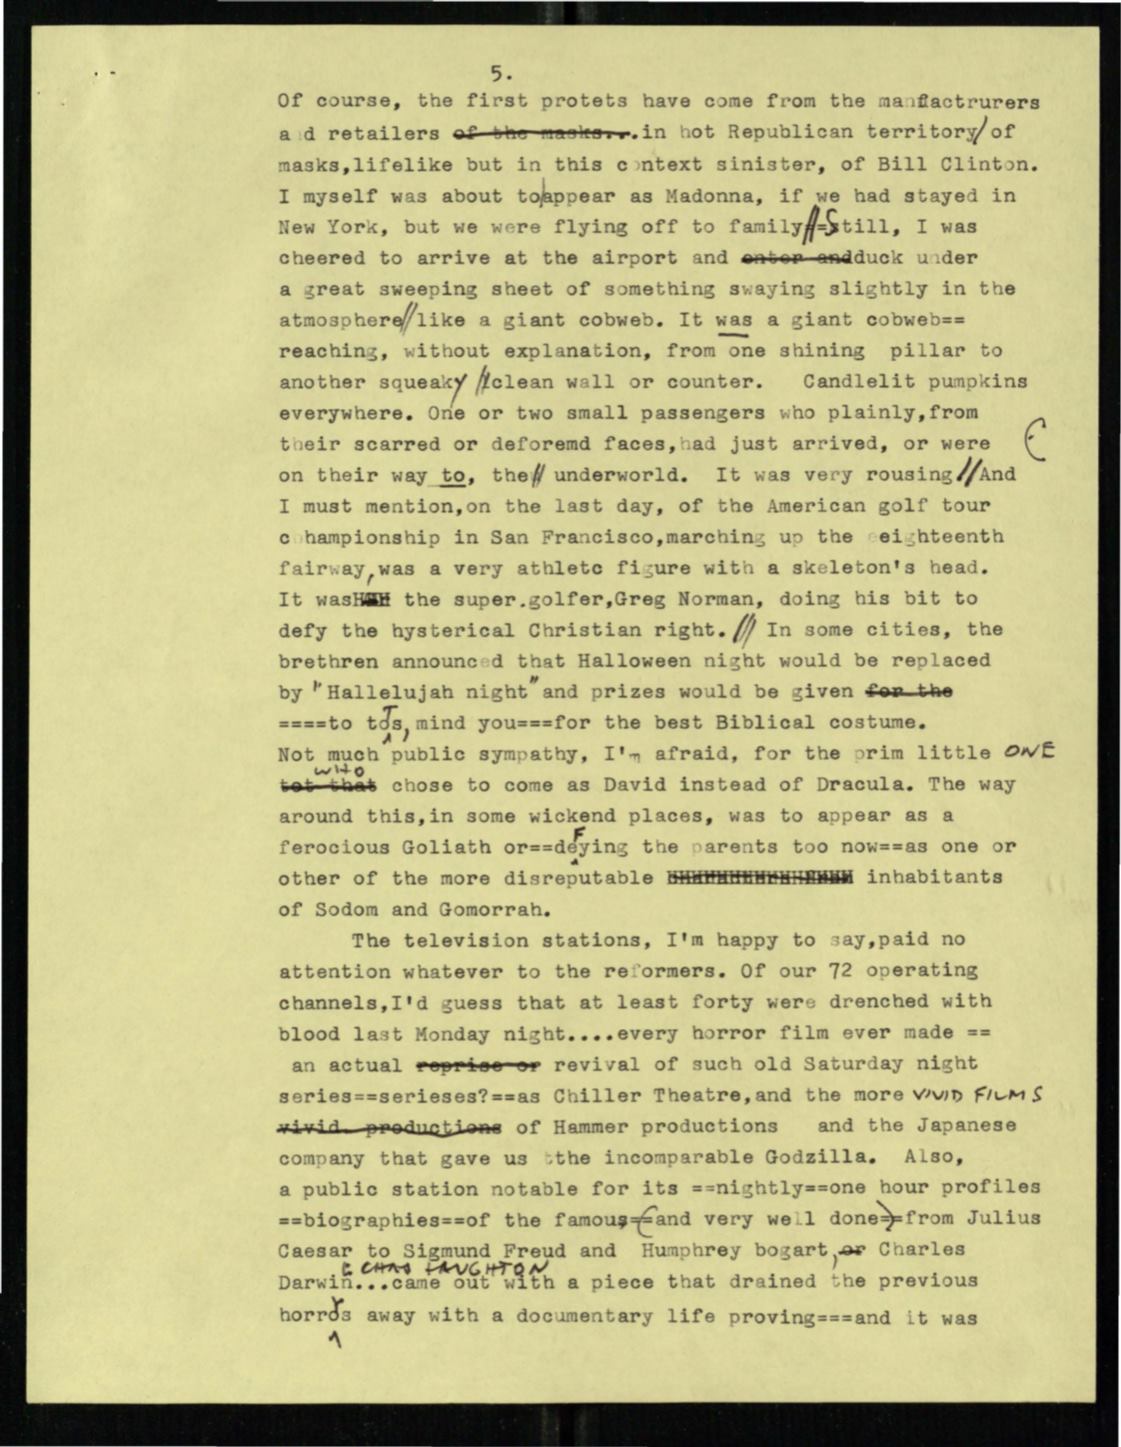 5.
Of course, the first protets have come from the manflactrurers
a d retailers of the masks...in hot Republican territory/of
masks,lifelike but in this context sinister, of Bill Clinton.
I myself was about to|appear as Madonna, if we had stayed in
New York, but we were flying off to family//=Still, I was
cheered to arrive at the airport and enter andduck under
a great sweeping sheet of something swaying slightly in the
atmosphere//like a giant cobweb. It was a giant cobweb==
reaching, without explanation, from one shining pillar to
another squeaky //clean wall or counter. Candlelit pumpkins
everywhere. One or two small passengers who plainly,from
their scarred or deforemd faces,had just arrived, or were
on their way to, the// underworld. It was very rousing//And
I must mention,on the last day, of the American golf tour
c hampionship in San Francisco,marching up the eeighteenth
fairway,was a very athletc figure with a skeleton's head.
It was the super.golfer,Greg Norman, doing his bit to
defy the hysterical Christian right.// In some cities, the
brethren announced that Halloween night would be replaced
by "Hallelujah night"and prizes would be given for the
====to toTs, mind you===for the best Biblical costume.
Not much public sympathy, I'm afraid, for the prim little ONE
WHO
tot that chose to come as David instead of Dracula. The way
around this,in some wickend places, was to appear as a
ferocious Goliath or==deFying the parents too now==as one or
other of the more disreputable inhabitants
of Sodom and Gomorrah.
The television stations, I'm happy to say,paid no
attention whatever to the reformers. Of our 72 operating
channels,I'd guess that at least forty were drenched with
blood last Monday night....every horror film ever made ==
an actual reprise or revival of such old Saturday night
series==serieses?==as Chiller Theatre,and the more VIVID FILMS
vivid productions of Hammer productions and the Japanese
company that gave us tthe incomparable Godzilla. Also,
a public station notable for its ==nightly==one hour profiles
==biographies==of the famous=(and very well done)=from Julius
Caesar to Sigmund Freud and Humphrey bogart, or Charles
& CHAS LAUGHTON
Darwin...came out with a piece that drained the previous
horrors away with a documentary life proving===and it was